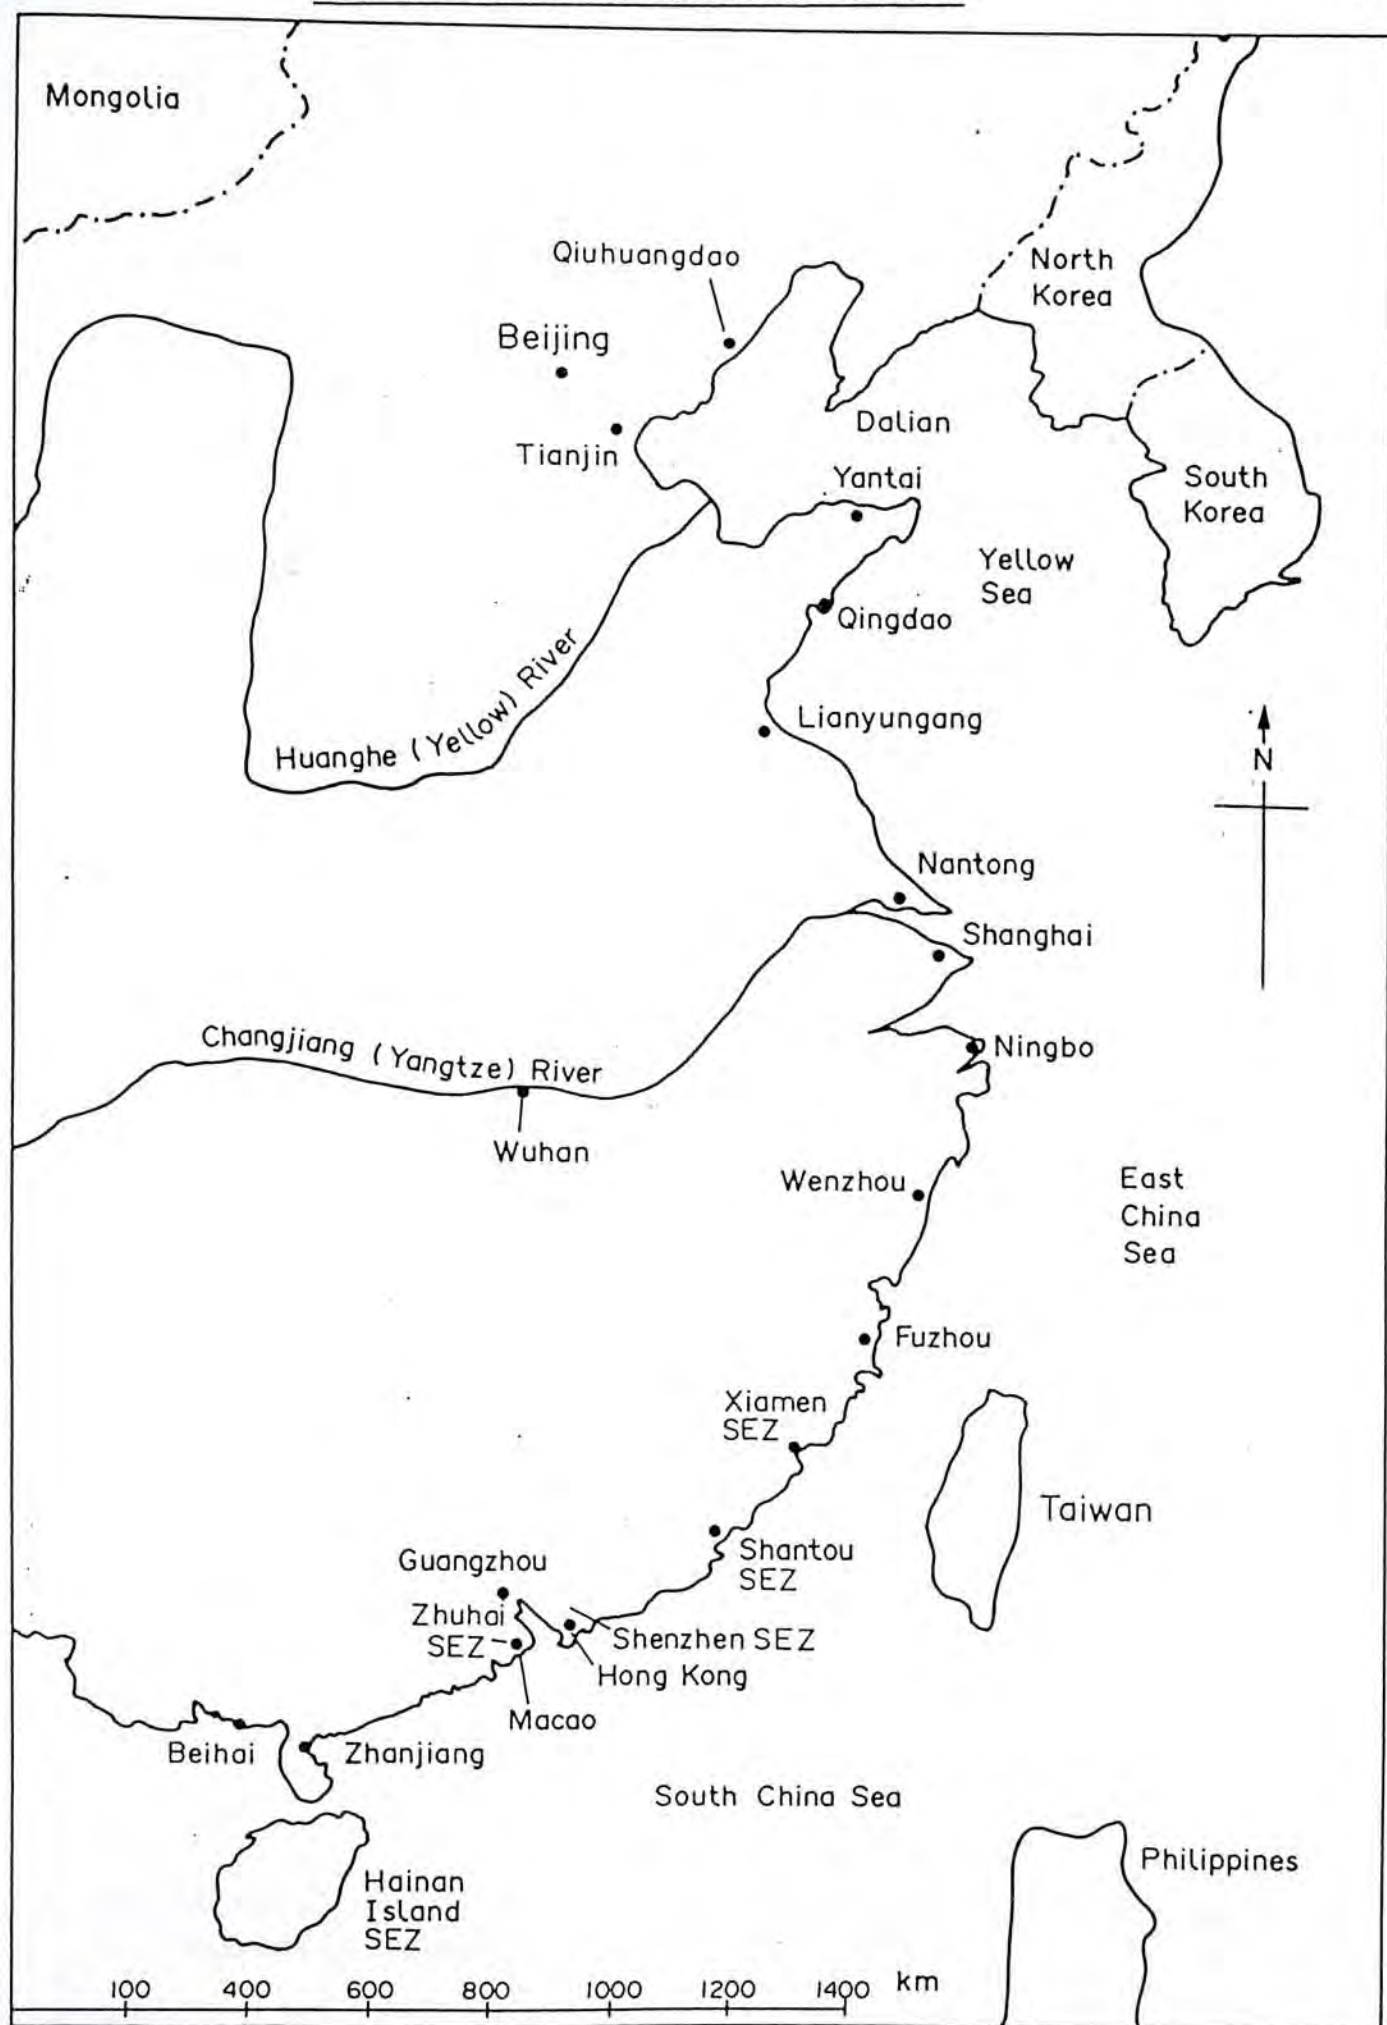 Mongolia
Qiuhuangdao
North
Korea
Beijing
Dalian
Tianjin
Yantai
South
Korea
Yellow
Sea
Qingdao
Huanghe (Yellow) River
Lianyungang
N
Nantong
Shanghai
Changjiang (Yangtze) River
Ningbo
Wuhan
Wenzhou
East
China
Sea
Fuzhou
Xiamen
SEZ
Taiwan
Shantou
SEZ
Guangzhou
Zhuhai
SEZ
Shenzhen SEZ
Hong Kong
Macao
Beihai
Zhanjiang
South China Sea
Philippines
Hainan
Island
SEZ
100 400 600 800 1000 1200 1400 km